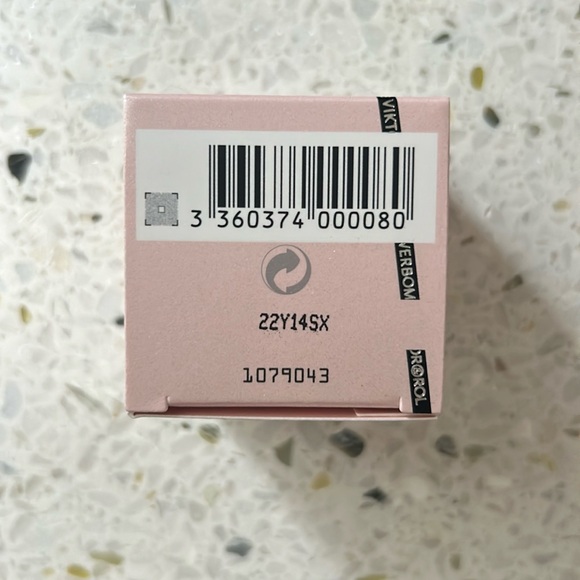 VIKT
3 360374 000080
VERBOM
22Y14SX
OR®ROL
1079043